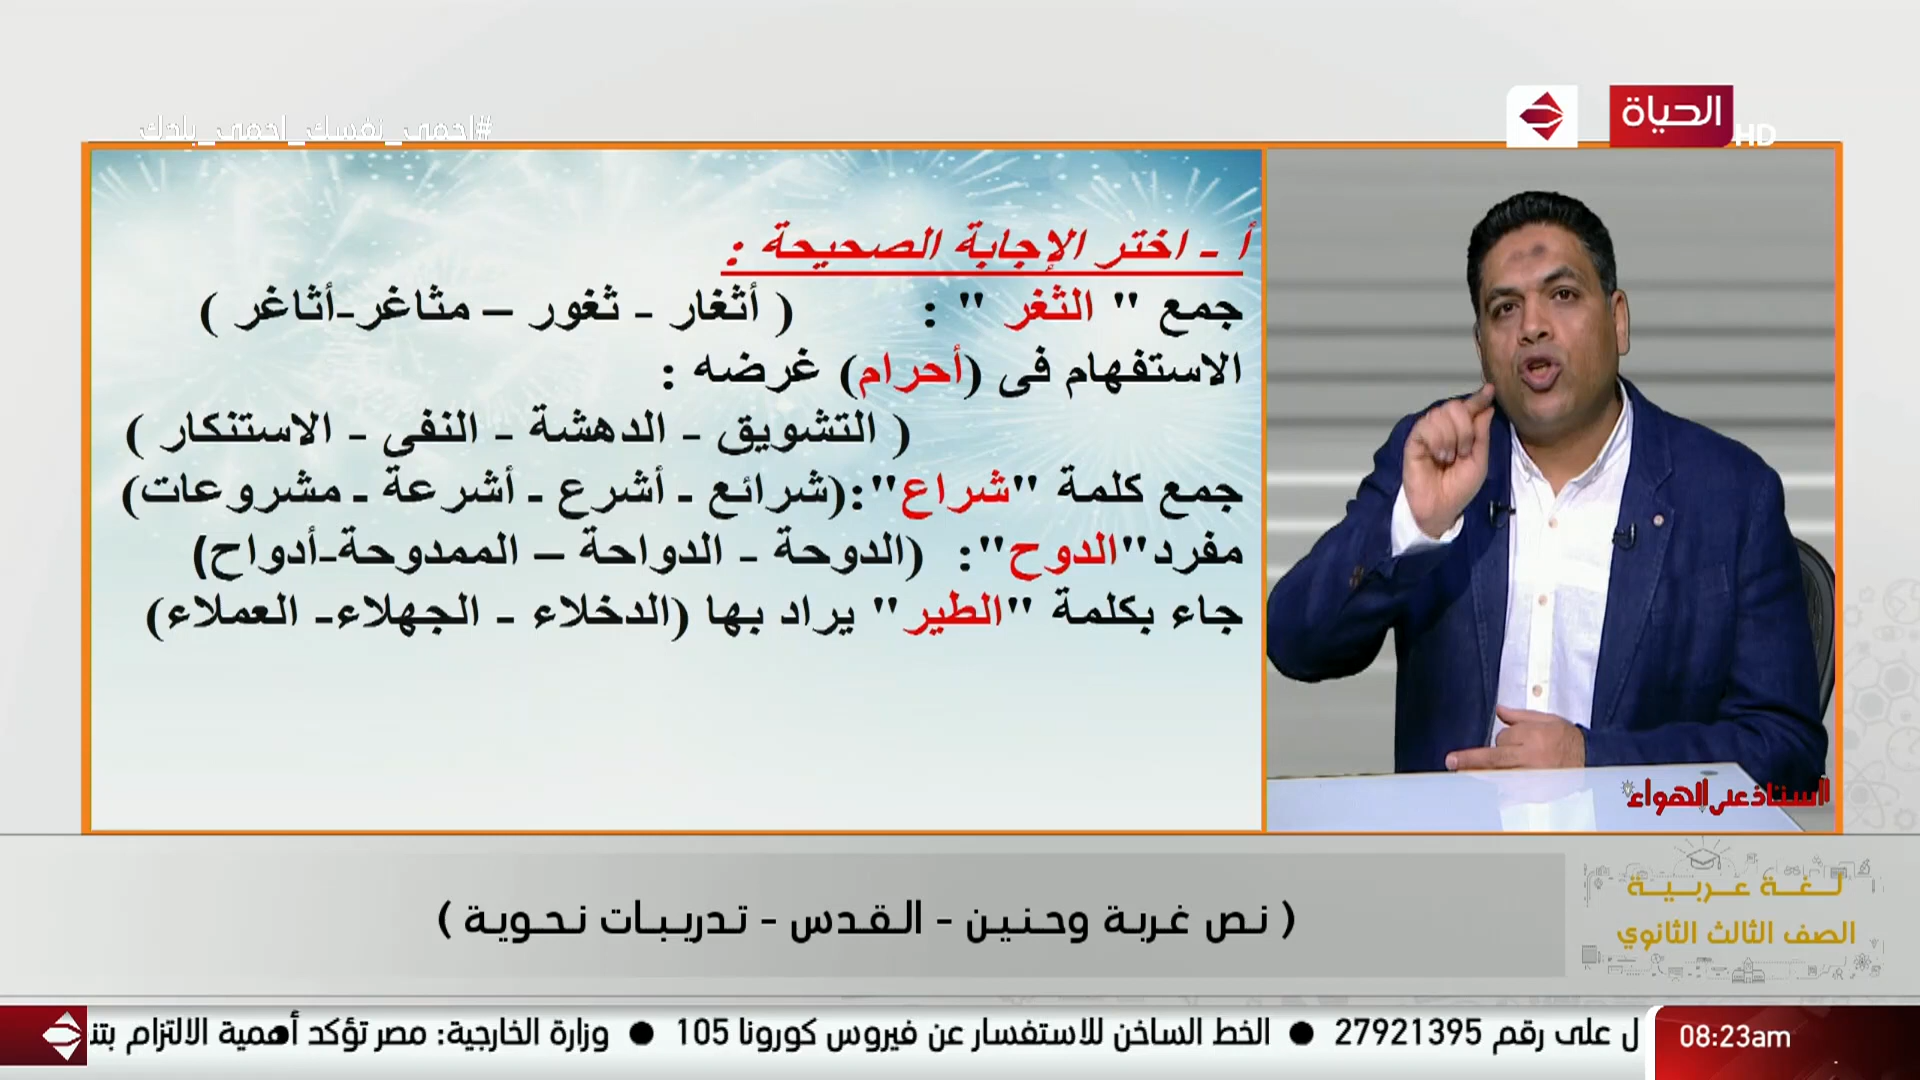 الحياة
HD
#احمي_نفسك_احمي_بلدك
أ - اختر الإجابة الصحيحة :
جمع " الثغر " : ( أثغار - ثغور – مثاغر-أثاغر )
الاستفهام فى (أحرام) غرضه :
( التشويق - الدهشة - النفى - الاستنكار )
جمع كلمة "شراع":(شرائع - أشرع - أشرعة - مشروعات)
مفرد"الدوح": (الدوحة - الدواحة – الممدوحة-أدواح)
جاء بكلمة "الطير" يراد بها (الدخلاء - الجهلاء- العملاء)
أستاذ على الهواء
لغة عربية
الصف الثالث الثانوي
( نص غربة وحنين - القدس - تدريبات نحوية )
08:23am
ل على رقم 27921395 ● الخط الساخن للاستفسار عن فيروس كورونا 105 ● وزارة الخارجية: مصر تؤكد أهمية الالتزام بتن